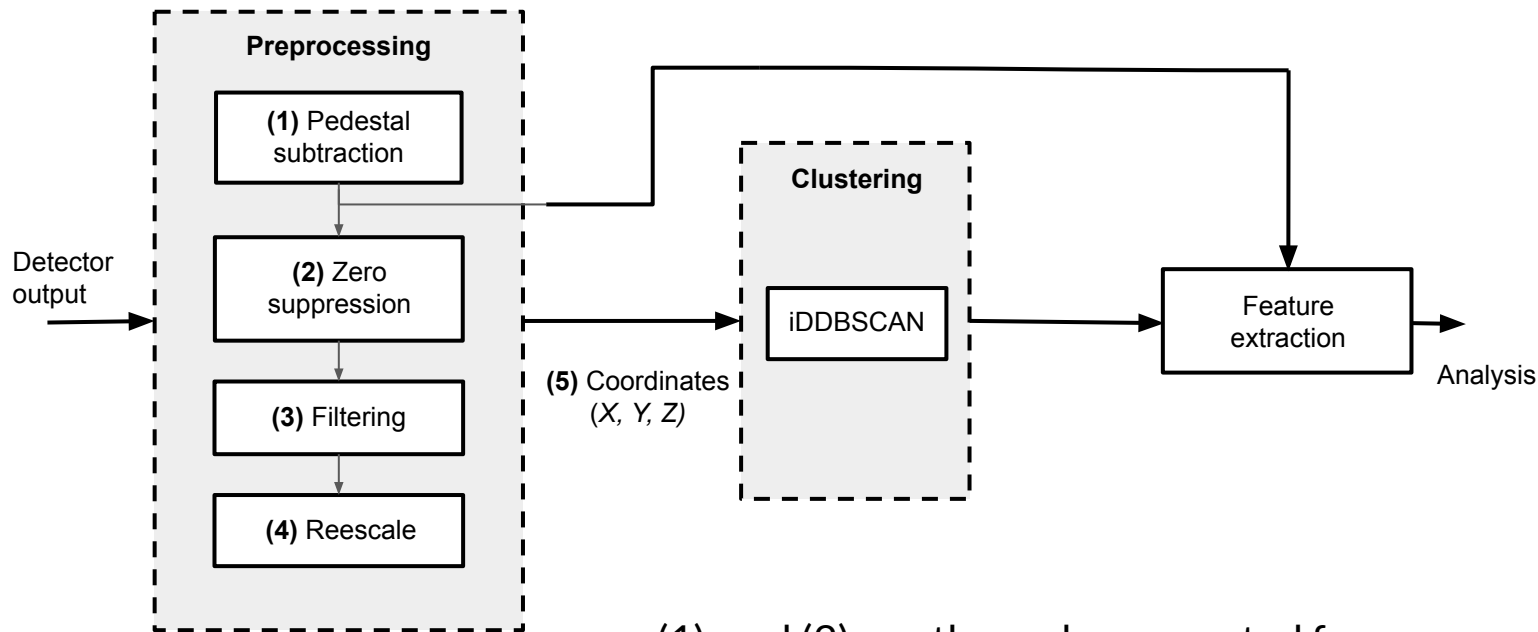 Preprocessing
(1) Pedestal
subtraction
(2) Zero
suppression
(3) Filtering
(4) Reescale
Detector
output
(5) Coordinates
(X, Y, Z)
Clustering
iDDBSCAN
Feature
extraction
Analysis